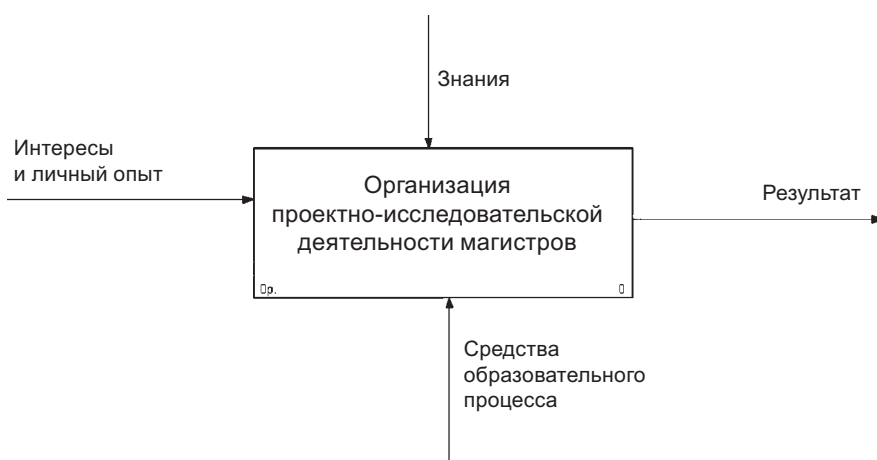 Знания
Интересы
и личный опыт
Организация
проектно-исследовательской
деятельности магистров
Результат
0р.
0
Средства
образовательного
процесса